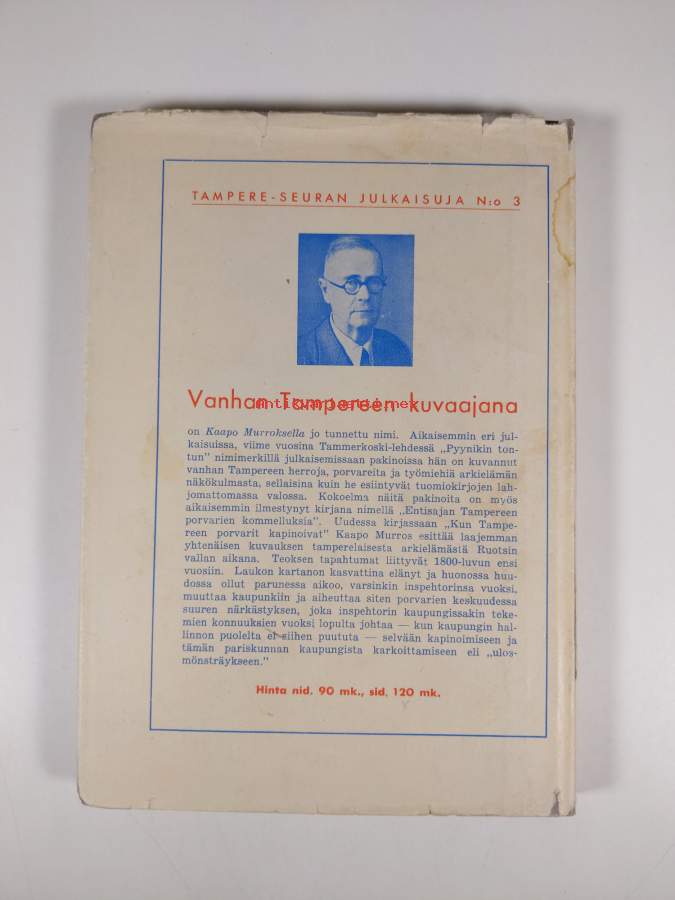 TAMPERE-SEURAN JULKAISUJA N:o 3
Vanhan Tampereen kuvaajana
antikvariaatti.net
on Kaapo Murroksella jo tunnettu nimi. Aikaisemmin eri jul-
kaisuissa, viime vuosina Tammerkoski-lehdessä „Pyynikin ton-
tun" nimimerkillä julkaisemissaan pakinoissa hän on kuvannut
vanhan Tampereen herroja, porvareita ja työmiehiä arkielämän
näkökulmasta, sellaisina kuin he esiintyvät tuomiokirjojen lah-
jomattomassa valossa. Kokoelma näitä pakinoita on myös
aikaisemmin ilmestynyt kirjana nimellä „Entisajan Tampereen
porvarien kommelluksia". Uudessa kirjassaan „Kun Tampe-
reen porvarit kapinoivat" Kaapo Murros esittää laajemman
yhtenäisen kuvauksen tamperelaisesta arkielämästä Ruotsin
vallan aikana. Teoksen tapahtumat liittyvät 1800-luvun ensi
vuosiin. Laukon kartanon kasvattina elänyt ja huonossa huu-
dossa ollut parunessa aikoo, varsinkin inspehtorinsa vuoksi,
muuttaa kaupunkiin ja aiheuttaa siten porvarien keskuudessa
suuren närkästyksen, joka inspehtorin kaupungissakin teke-
mien konnuuksien vuoksi lopulta johtaa — kun kaupungin hal-
linnon puolelta ei siihen puututa — selvään kapinoimiseen ja
tämän pariskunnan kaupungista karkoittamiseen eli „ulos-
mönsträykseen."
Hinta nid. 90 mk., sid. 120 mk.